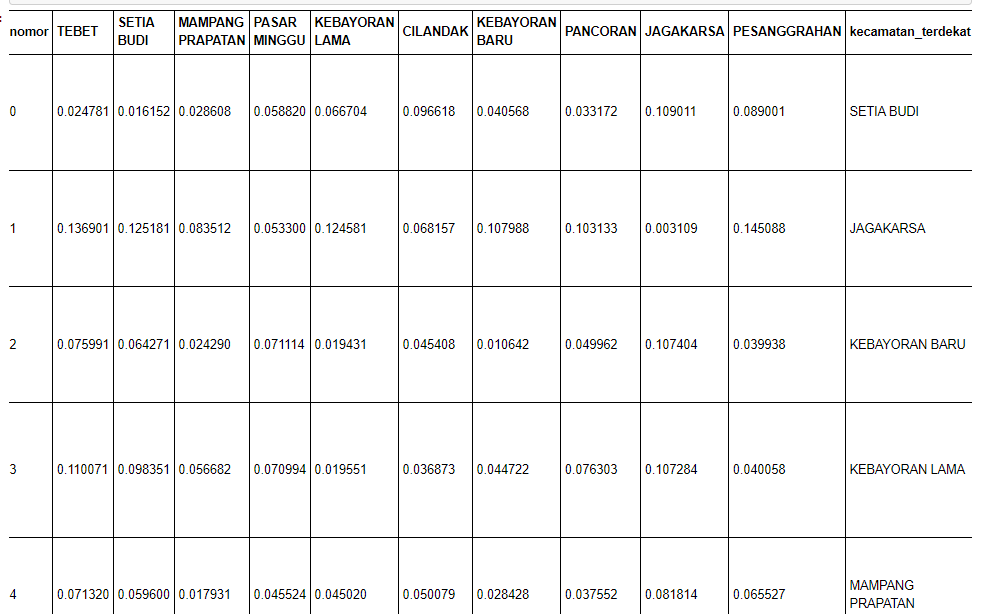 nomor TEBET SETIA BUDI MAMPANG PRAPATAN PASAR MINGGU KEBAYORAN LAMA CILANDAK KEBAYORAN BARU PANCORAN JAGAKARSA PESANGGRAHAN kecamatan_terdekat
0 0.024781 0.016152 0.028608 0.058820 0.066704 0.096618 0.040568 0.033172 0.109011 0.089001 SETIA BUDI
1 0.136901 0.125181 0.083512 0.053300 0.124581 0.068157 0.107988 0.103133 0.003109 0.145088 JAGAKARSA
2 0.075991 0.064271 0.024290 0.071114 0.019431 0.045408 0.010642 0.049962 0.107404 0.039938 KEBAYORAN BARU
3 0.110071 0.098351 0.056682 0.070994 0.019551 0.036873 0.044722 0.076303 0.107284 0.040058 KEBAYORAN LAMA
4 0.071320 0.059600 0.017931 0.045524 0.045020 0.050079 0.028428 0.037552 0.081814 0.065527 MAMPANG PRAPATAN